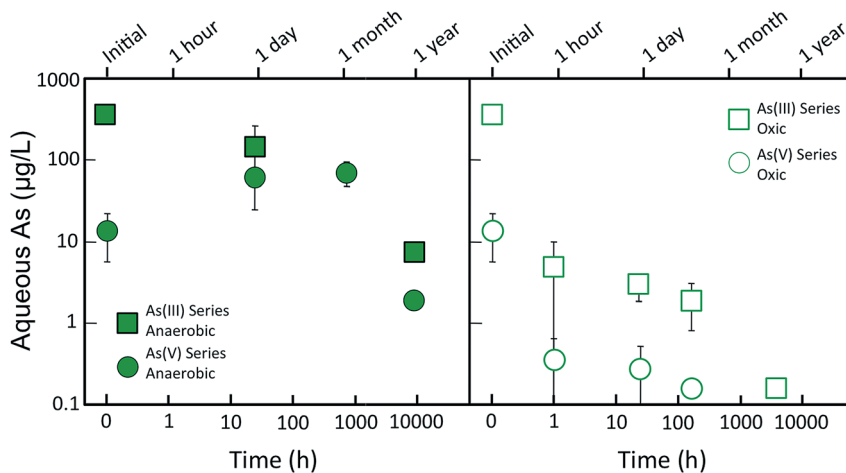 Initial 1 hour 1 day 1 month 1 year Initial 1 hour 1 day 1 month 1 year
1000
100
10
1
0.1
Aqueous As (µg/L)
As(III) Series
Anaerobic
As(V) Series
Anaerobic
As(III) Series
Oxic
As(V) Series
Oxic
0 1 10 100 1000 10000 0 1 10 100 1000 10000
Time (h) Time (h)